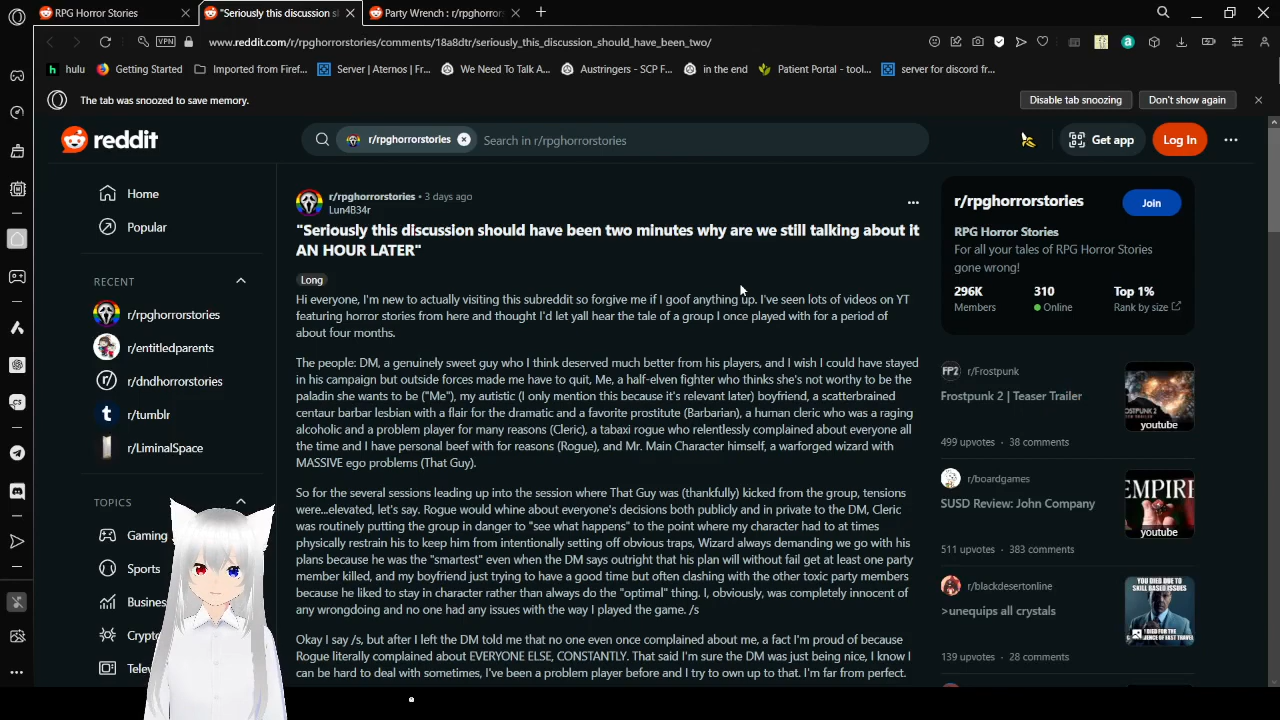 RPG Horror Stories
"Seriously this discussion s
Party Wrench : r/rpghorror
VPN
www.reddit.com/r/rpghorrorstories/comments/18a8dtr/seriously_this_discussion_should_have_been_two/
hulu
Getting Started
Imported from Firef...
Server | Aternos | Fr...
We Need To Talk A...
Austringers - SCP F...
in the end
Patient Portal - tool...
server for discord fr...
The tab was snoozed to save memory.
Disable tab snoozing
Don't show again
reddit
r/rpghorrorstories
Search in r/rpghorrorstories
Get app
Log In
Home
Popular
RECENT
r/rpghorrorstories
r/entitledparents
r/dndhorrorstories
r/tumblr
r/LiminalSpace
TOPICS
Gaming
Sports
Busines
Crypto
Telev
r/rpghorrorstories • 3 days ago
Lun4B34r
"Seriously this discussion should have been two minutes why are we still talking about it
AN HOUR LATER"
Long
Hi everyone, I'm new to actually visiting this subreddit so forgive me if I goof anything up. I've seen lots of videos on YT
featuring horror stories from here and thought I'd let yall hear the tale of a group I once played with for a period of
about four months.
The people: DM, a genuinely sweet guy who I think deserved much better from his players, and I wish I could have stayed
in his campaign but outside forces made me have to quit, Me, a half-elven fighter who thinks she's not worthy to be the
paladin she wants to be ("Me"), my autistic (I only mention this because it's relevant later) boyfriend, a scatterbrained
centaur barbar lesbian with a flair for the dramatic and a favorite prostitute (Barbarian), a human cleric who was a raging
alcoholic and a problem player for many reasons (Cleric), a tabaxi rogue who relentlessly complained about everyone all
the time and I have personal beef with for reasons (Rogue), and Mr. Main Character himself, a warforged wizard with
MASSIVE ego problems (That Guy).
So for the several sessions leading up into the session where That Guy was (thankfully) kicked from the group, tensions
were...elevated, let's say. Rogue would whine about everyone's decisions both publicly and in private to the DM, Cleric
was routinely putting the group in danger to "see what happens" to the point where my character had to at times
physically restrain his to keep him from intentionally setting off obvious traps, Wizard always demanding we go with his
plans because he was the "smartest" even when the DM says outright that his plan will without fail get at least one party
member killed, and my boyfriend just trying to have a good time but often clashing with the other toxic party members
because he liked to stay in character rather than always do the "optimal" thing. I, obviously, was completely innocent of
any wrongdoing and no one had any issues with the way I played the game. /s
Okay I say /s, but after I left the DM told me that no one even once complained about me, a fact I'm proud of because
Rogue literally complained about EVERYONE ELSE, CONSTANTLY. That said I'm sure the DM was just being nice, I know I
can be hard to deal with sometimes, I've been a problem player before and I try to own up to that. I'm far from perfect.
r/rpghorrorstories
Join
RPG Horror Stories
For all your tales of RPG Horror Stories
gone wrong!
296K
310
Top 1%
Members
Online
Rank by size
r/Frostpunk
Frostpunk 2 | Teaser Trailer
youtube
499 upvotes • 38 comments
r/boardgames
SUSD Review: John Company
EMPIRE
youtube
511 upvotes • 383 comments
r/blackdesertonline
>unequips all crystals
YOU DIED DUE TO
SKILL BASED ISSUES
139 upvotes • 28 comments